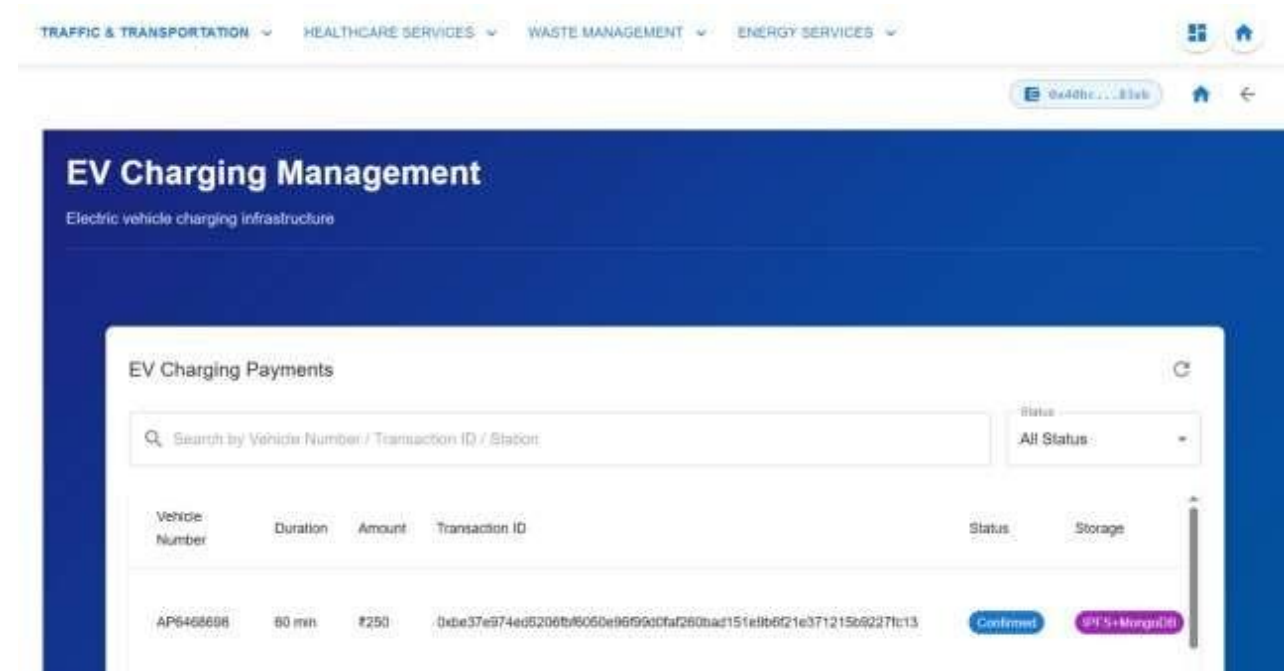 TRAFFIC & TRANSPORTATION HEALTHCARE SERVICES WASTE MANAGEMENT ENERGY SERVICES
EV Charging Management
Electric vehicle charging infrastructure
EV Charging Payments
Search by Vehicle Number / Transaction ID / Station
Status
All Status
Vehicle Number Duration Amount Transaction ID Status Storage
AP6468698 60 min ₹250 Confirmed IPFS+MongoDB